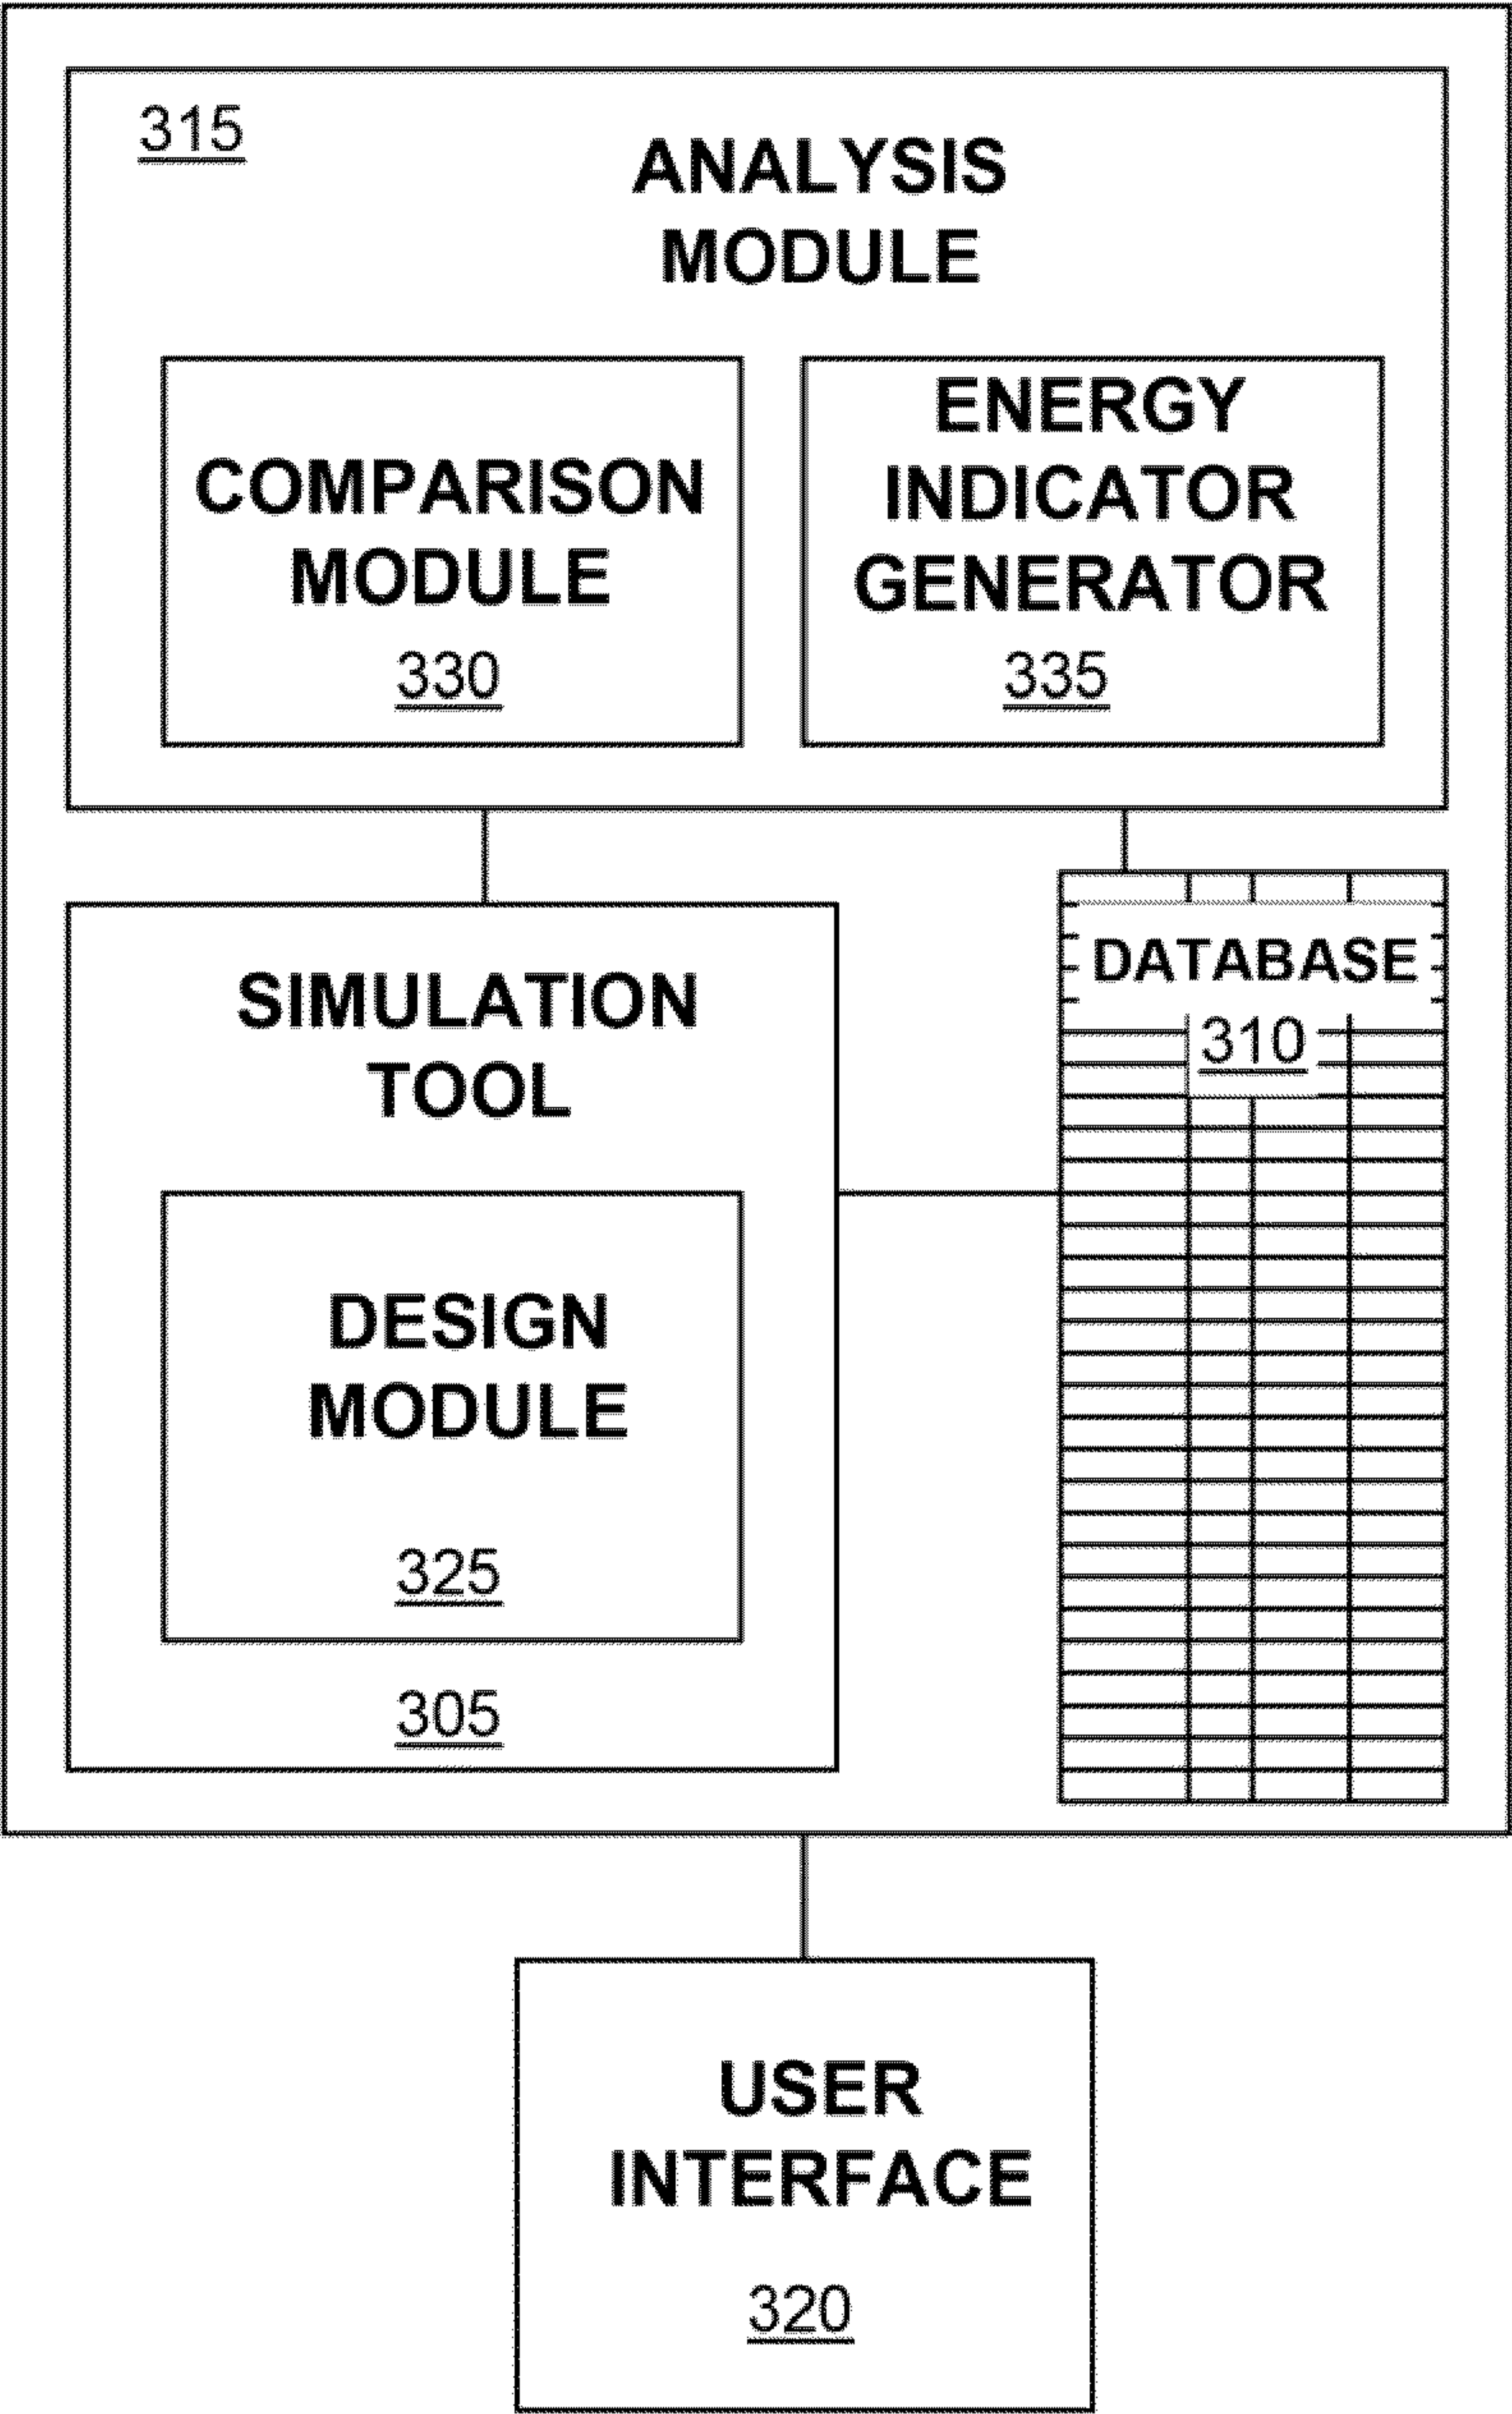 315
ANALYSIS
MODULE
COMPARISON
MODULE
330
ENERGY
INDICATOR
GENERATOR
335
SIMULATION
TOOL
DESIGN
MODULE
325
305
DATABASE
310
USER
INTERFACE
320